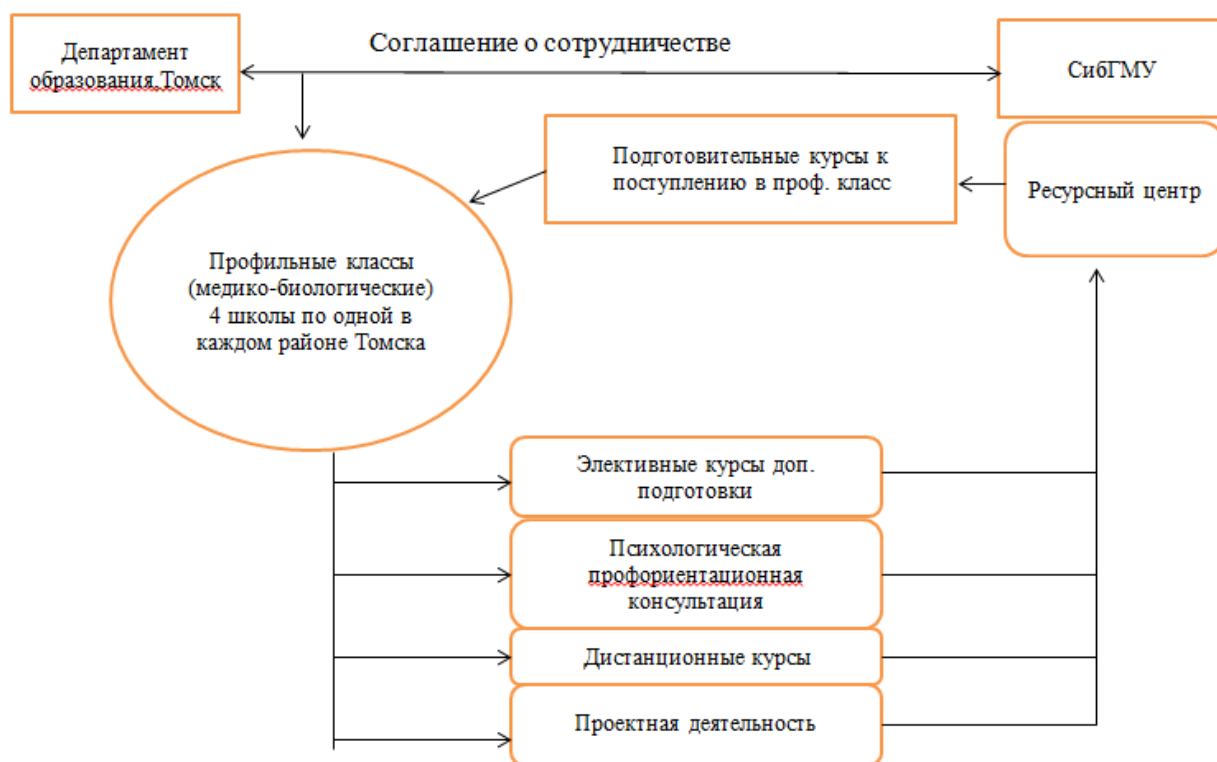 Соглашение о сотрудничестве
Департамент
образования,Томск
СибГМУ
Подготовительные курсы к
поступлению в проф. класс
Ресурсный центр
Профильные классы
(медико-биологические)
4 школы по одной в
каждом районе Томска
Элективные курсы доп.
подготовки
Психологическая
профориентационная
консультация
Дистанционные курсы
Проектная деятельность